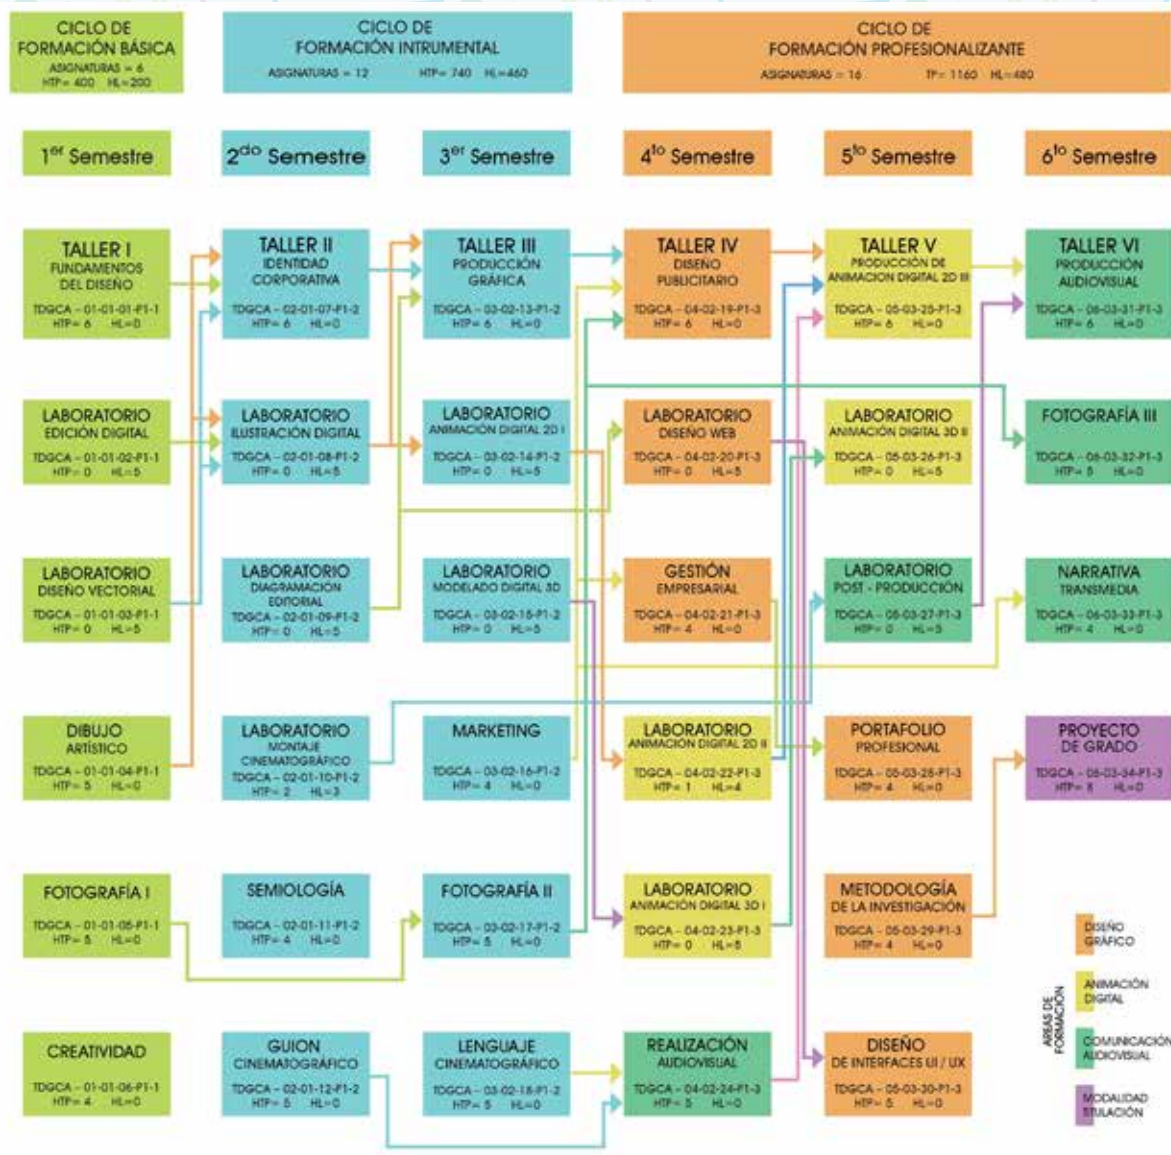 CICLO DE
FORMACIÓN BÁSICA
ASIGNATURAS = 6
HTP= 400 HL=200
CICLO DE
FORMACIÓN INTRUMENTAL
ASIGNATURAS = 12 HTP= 740 HL=460
CICLO DE
FORMACIÓN PROFESIONALIZANTE
ASIGNATURAS = 16 TP= 1160 HL=480
1er Semestre
2do Semestre
3er Semestre
4to Semestre
5to Semestre
6to Semestre
TALLER I
FUNDAMENTOS
DEL DISEÑO
TDGCA - 01-01-01-P1-1
HTP= 6 HL=0
TALLER II
IDENTIDAD
CORPORATIVA
TDGCA - 02-01-07-P1-2
HTP= 6 HL=0
TALLER III
PRODUCCIÓN
GRÁFICA
TDGCA - 03-02-13-P1-2
HTP= 6 HL=0
TALLER IV
DISEÑO
PUBLICITARIO
TDGCA - 04-02-19-P1-3
HTP= 6 HL=0
TALLER V
PRODUCCIÓN DE
ANIMACION DIGITAL 2D III
TDGCA - 05-03-25-P1-3
HTP= 6 HL=0
TALLER VI
PRODUCCIÓN
AUDIOVISUAL
TDGCA - 06-03-31-P1-3
HTP= 6 HL=0
LABORATORIO
EDICIÓN DIGITAL
TDGCA - 01-01-02-P1-1
HTP= 0 HL=5
LABORATORIO
ILUSTRACIÓN DIGITAL
TDGCA - 02-01-08-P1-2
HTP= 0 HL=5
LABORATORIO
ANIMACIÓN DIGITAL 2D I
TDGCA - 03-02-14-P1-2
HTP= 0 HL=5
LABORATORIO
DISEÑO WEB
TDGCA - 04-02-20-P1-3
HTP= 0 HL=5
LABORATORIO
ANIMACIÓN DIGITAL 3D II
TDGCA - 05-03-26-P1-3
HTP= 0 HL=5
FOTOGRAFÍA III
TDGCA - 06-03-32-P1-3
HTP= 5 HL=0
LABORATORIO
DISEÑO VECTORIAL
TDGCA - 01-01-03-P1-1
HTP= 0 HL=5
LABORATORIO
DIAGRAMACIÓN
EDITORIAL
TDGCA - 02-01-09-P1-2
HTP= 0 HL=5
LABORATORIO
MODELADO DIGITAL 3D
TDGCA - 03-02-15-P1-2
HTP= 0 HL=5
GESTIÓN
EMPRESARIAL
TDGCA - 04-02-21-P1-3
HTP= 4 HL=0
LABORATORIO
POST - PRODUCCIÓN
TDGCA - 05-03-27-P1-3
HTP= 0 HL=5
NARRATIVA
TRANSMEDIA
TDGCA - 06-03-33-P1-3
HTP= 4 HL=0
DIBUJO
ARTÍSTICO
TDGCA - 01-01-04-P1-1
HTP= 5 HL=0
LABORATORIO
MONTAJE
CINEMATOGRÁFICO
TDGCA - 02-01-10-P1-2
HTP= 2 HL=3
MARKETING
TDGCA - 03-02-16-P1-2
HTP= 4 HL=0
LABORATORIO
ANIMACIÓN DIGITAL 2D II
TDGCA - 04-02-22-P1-3
HTP= 1 HL=4
PORTAFOLIO
PROFESIONAL
TDGCA - 05-03-28-P1-3
HTP= 4 HL=0
PROYECTO
DE GRADO
TDGCA - 06-03-34-P1-3
HTP= 8 HL=0
FOTOGRAFÍA I
TDGCA - 01-01-05-P1-1
HTP= 5 HL=0
SEMIOLOGÍA
TDGCA - 02-01-11-P1-2
HTP= 4 HL=0
FOTOGRAFÍA II
TDGCA - 03-02-17-P1-2
HTP= 5 HL=0
LABORATORIO
ANIMACIÓN DIGITAL 3D I
TDGCA - 04-02-23-P1-3
HTP= 0 HL=5
METODOLOGÍA
DE LA INVESTIGACIÓN
TDGCA - 05-03-29-P1-3
HTP= 4 HL=0
CREATIVIDAD
TDGCA - 01-01-06-P1-1
HTP= 4 HL=0
GUION
CINEMATOGRÁFICO
TDGCA - 02-01-12-P1-2
HTP= 5 HL=0
LENGUAJE
CINEMATOGRÁFICO
TDGCA - 03-02-18-P1-2
HTP= 5 HL=0
REALIZACIÓN
AUDIOVISUAL
TDGCA - 04-02-24-P1-3
HTP= 5 HL=0
DISEÑO
DE INTERFACES UI / UX
TDGCA - 05-03-30-P1-3
HTP= 5 HL=0
AREAS DE
FORMACIÓN
DISEÑO
GRÁFICO
ANIMACIÓN
DIGITAL
COMUNICACIÓN
AUDIOVISUAL
MODALIDAD
TITULACIÓN